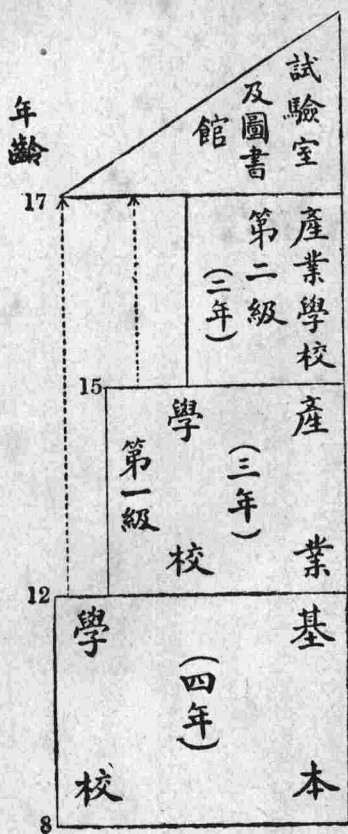 年齡
試驗室
及圖書
館
17
產業學校
第二級
(二年)
15
產業
(三年)
學校
第一級
12
基本
(四年)
學校
8